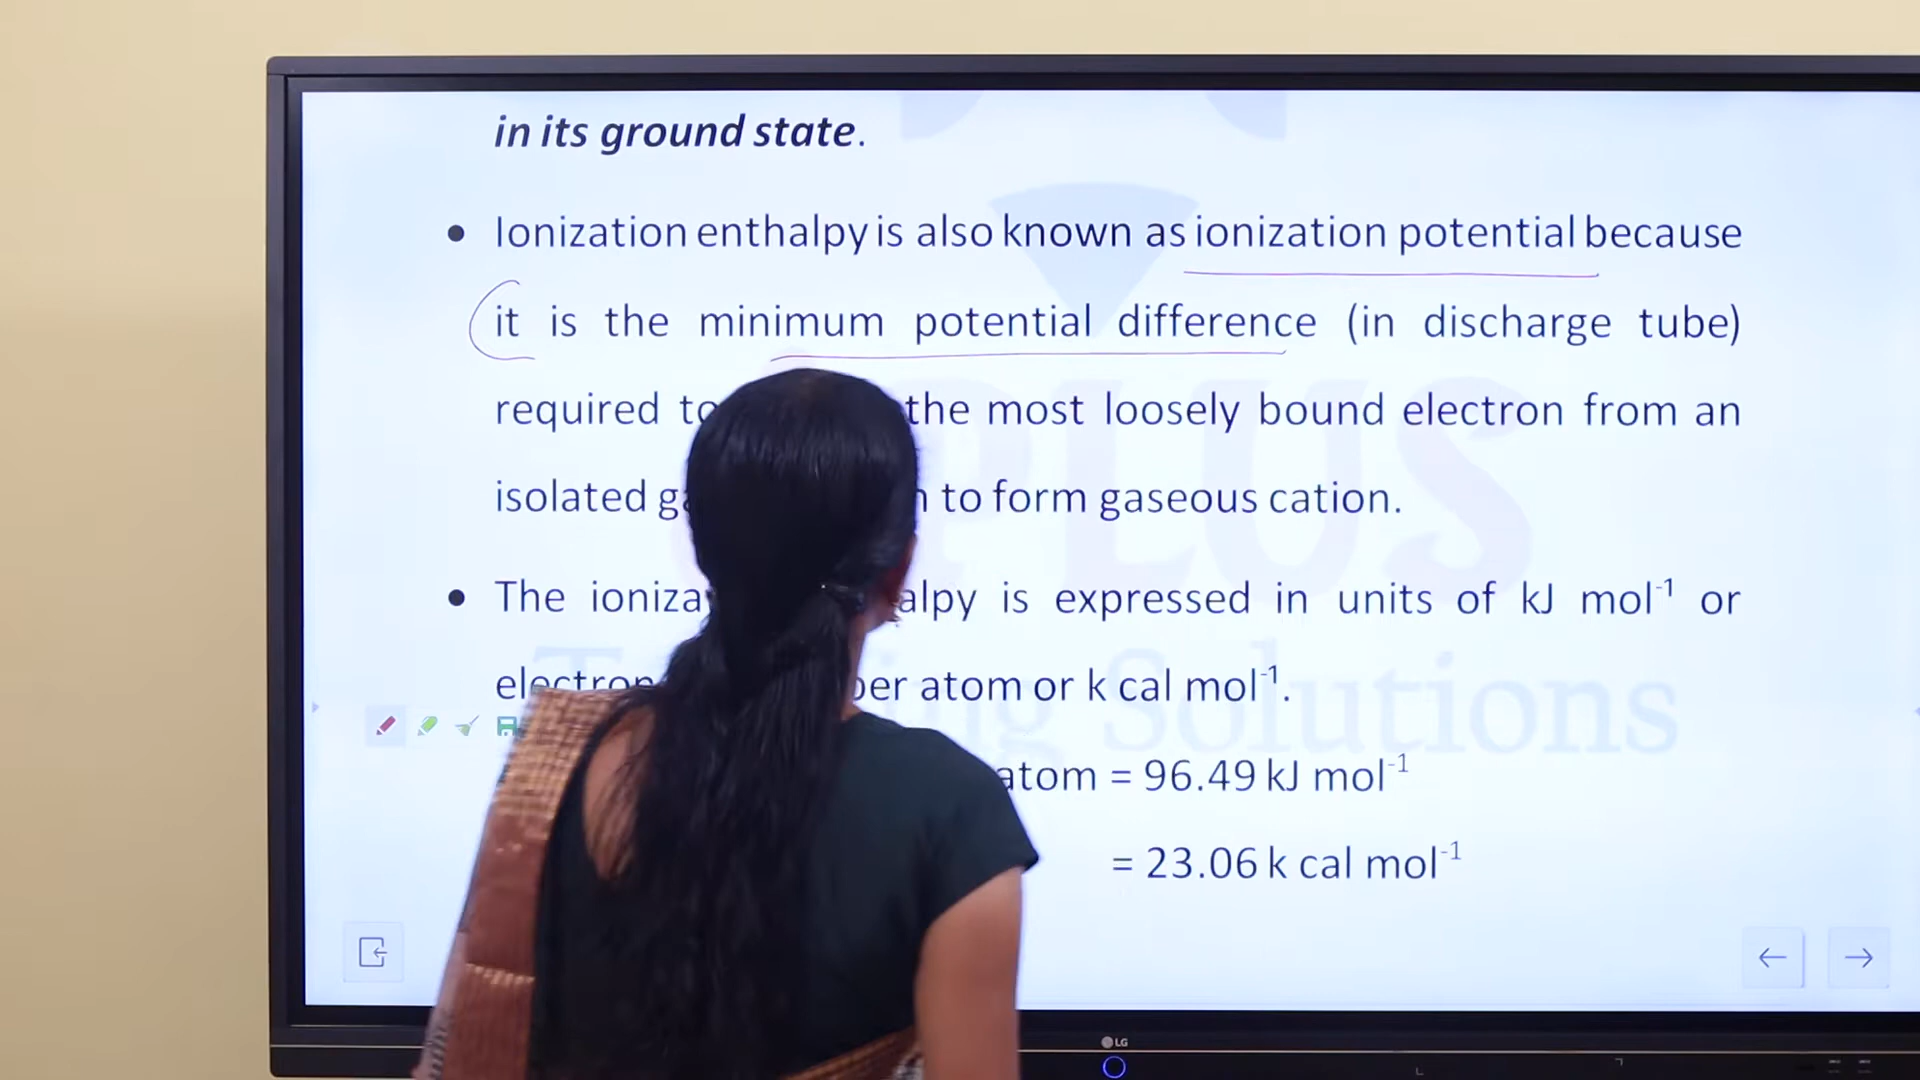 in its ground state.
• Ionization enthalpy is also known as ionization potential because
it is the minimum potential difference (in discharge tube)
required to the most loosely bound electron from an
isolated to form gaseous cation.
• The is expressed in units of kJ mol⁻¹ or
per atom or k cal mol⁻¹.
atom = 96.49 kJ mol⁻¹
= 23.06 k cal mol⁻¹
PLUS
Solutions
LG